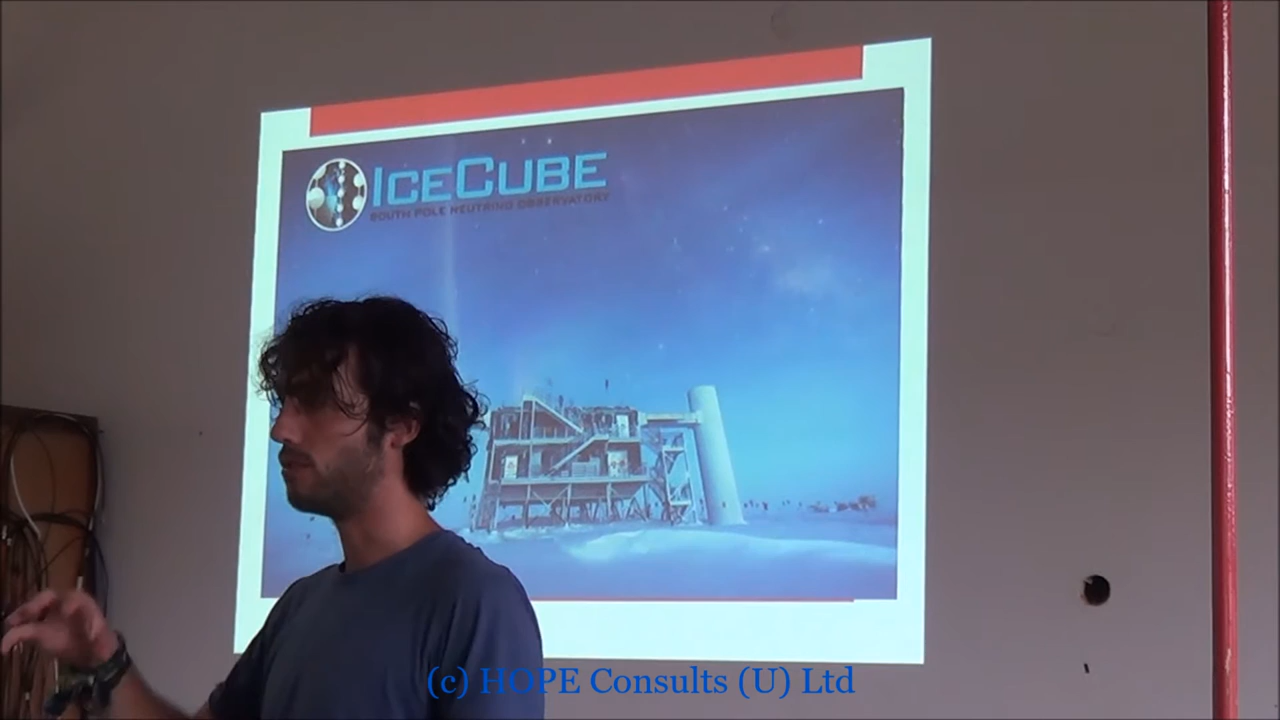 ICECUBE
SOUTH POLE NEUTRINO OBSERVATORY
(c) HOPE Consults (U) Ltd